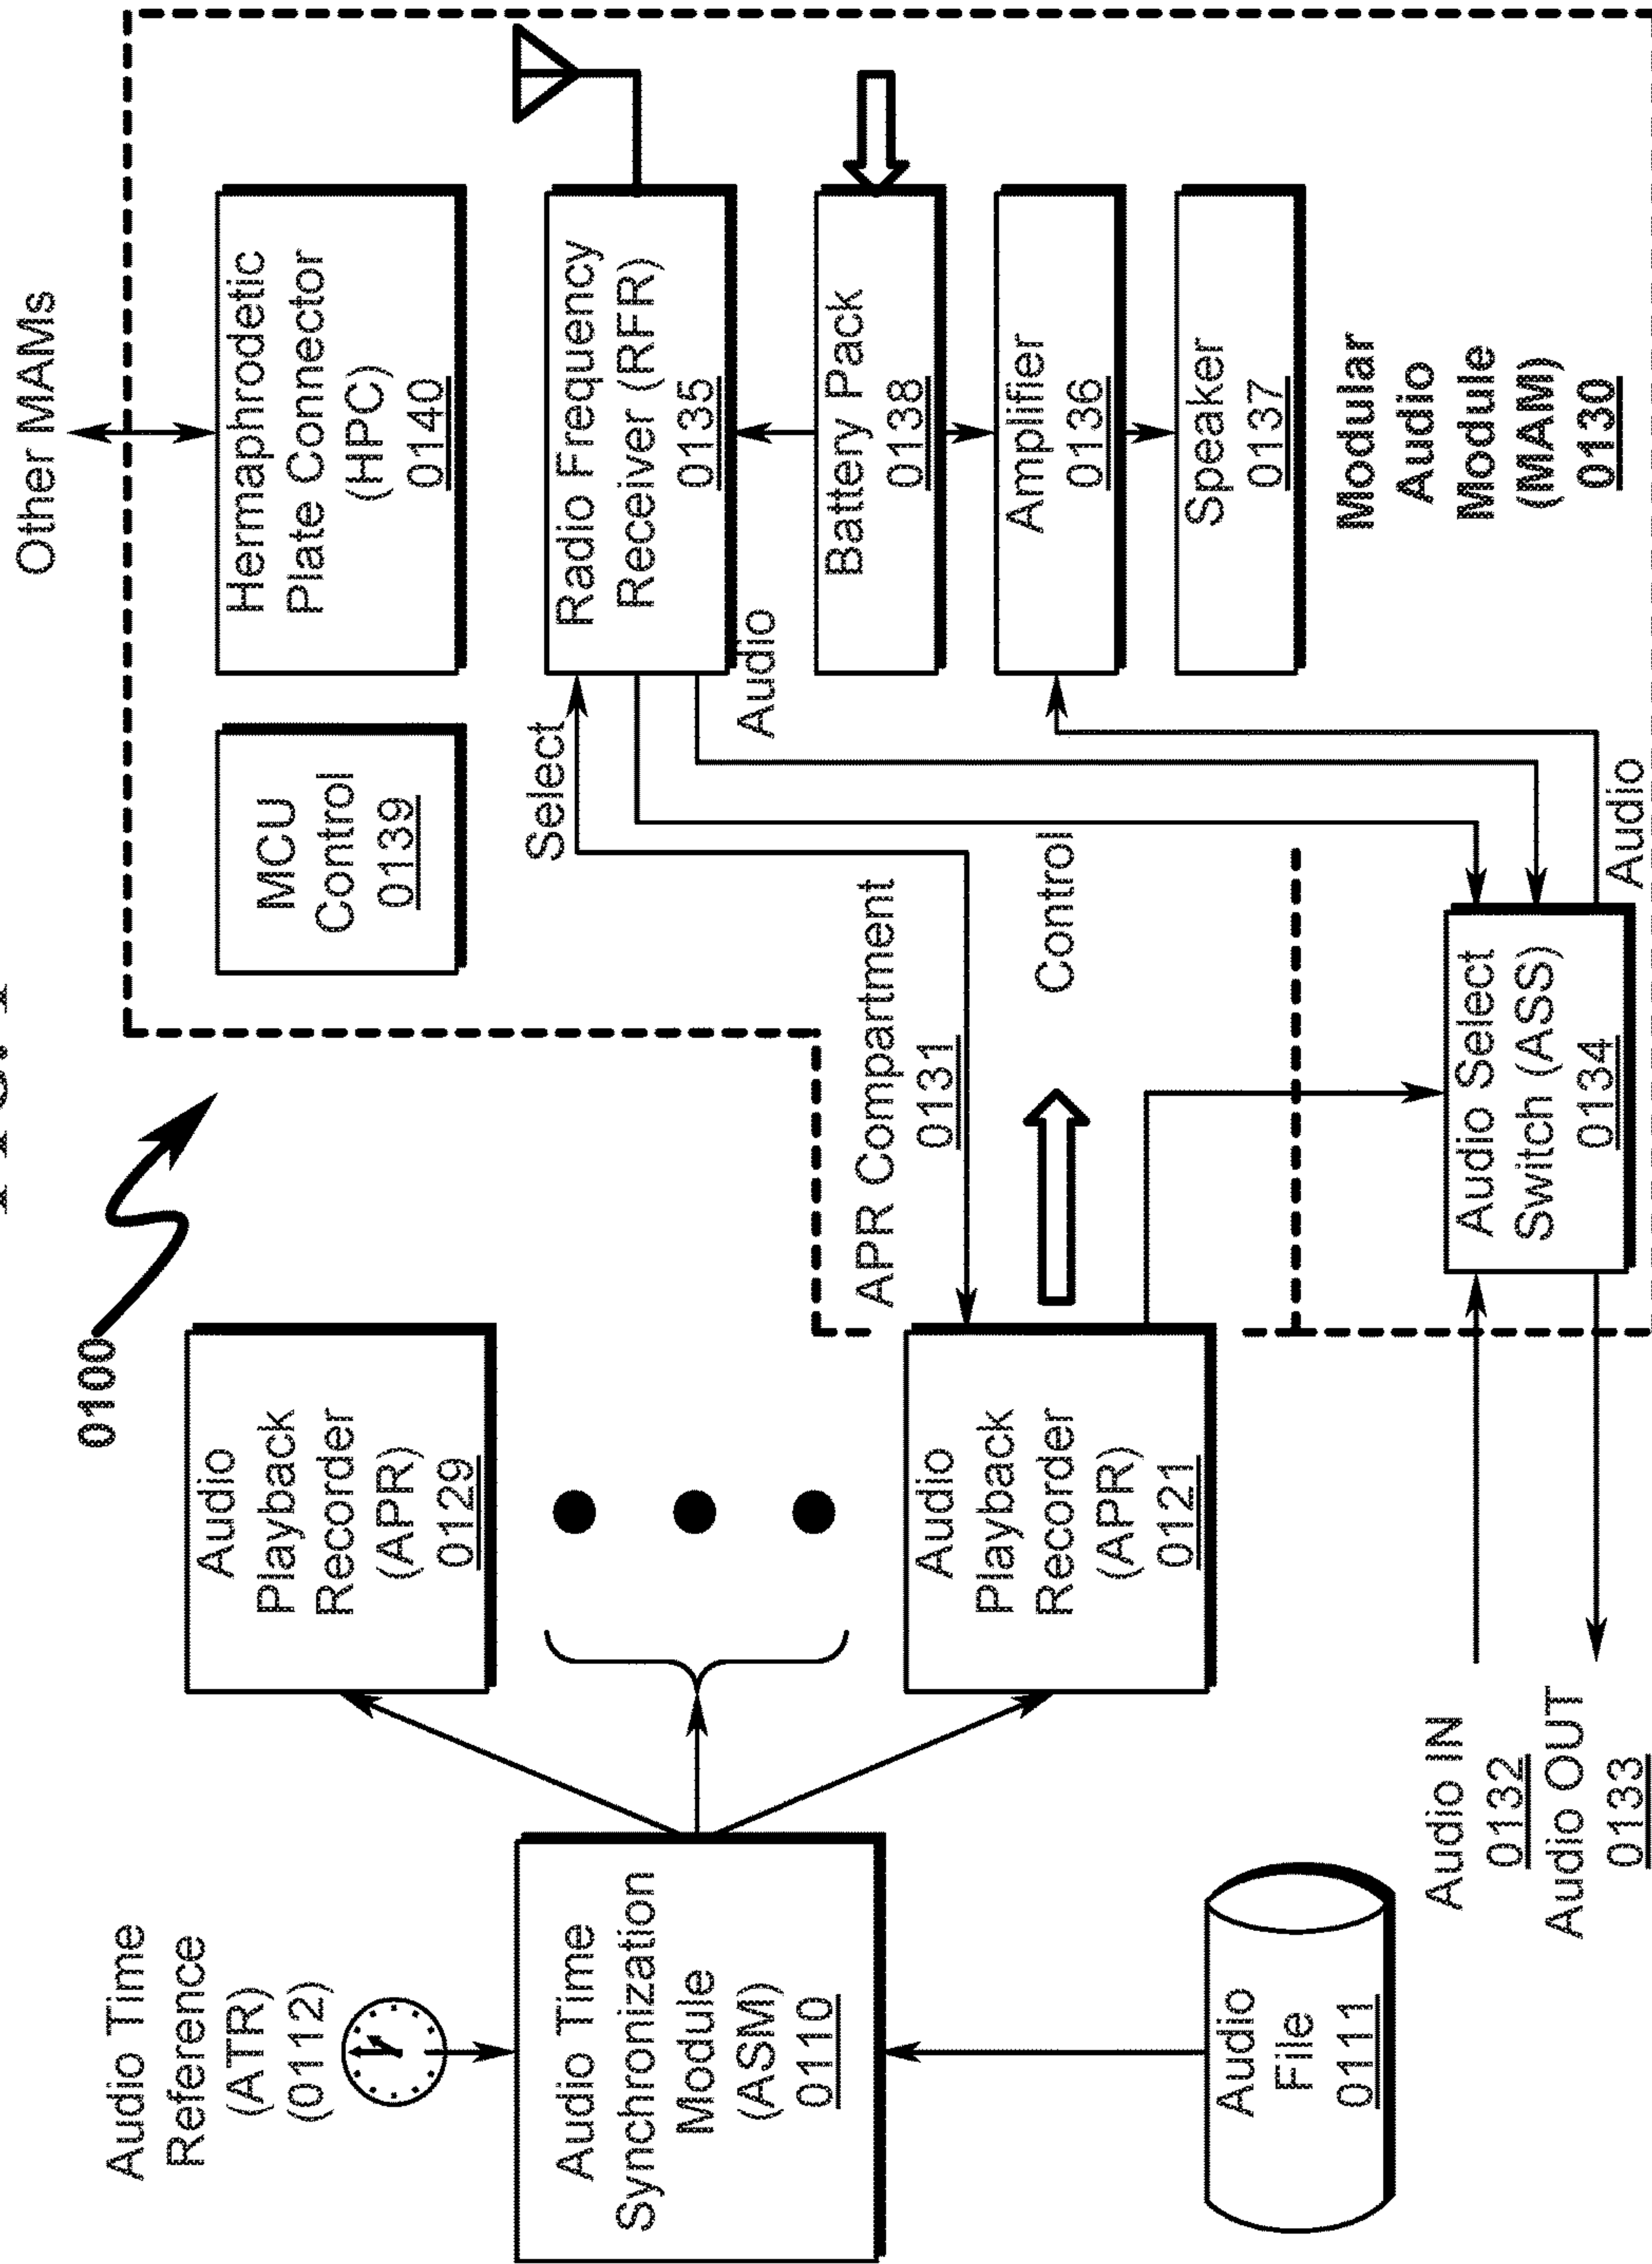 0100
Other MAMs
Audio Time
Reference
(ATR)
(0112)
Audio
Playback
Recorder
(APR)
0129
MCU
Control
0139
Hermaphrodetic
Plate Connector
(HPC)
0140
Audio Time
Synchronization
Module
(ASM)
0110
Select
Radio Frequency
Receiver (RFR)
0135
Audio
APR Compartment
0131
Battery Pack
0138
Audio
Playback
Recorder
(APR)
0121
Control
Amplifier
0136
Audio
File
0111
Speaker
0137
Audio IN
0132
Audio OUT
0133
Audio Select
Switch (ASS)
0134
Audio
Modular
Audio
Module
(MAM)
0130